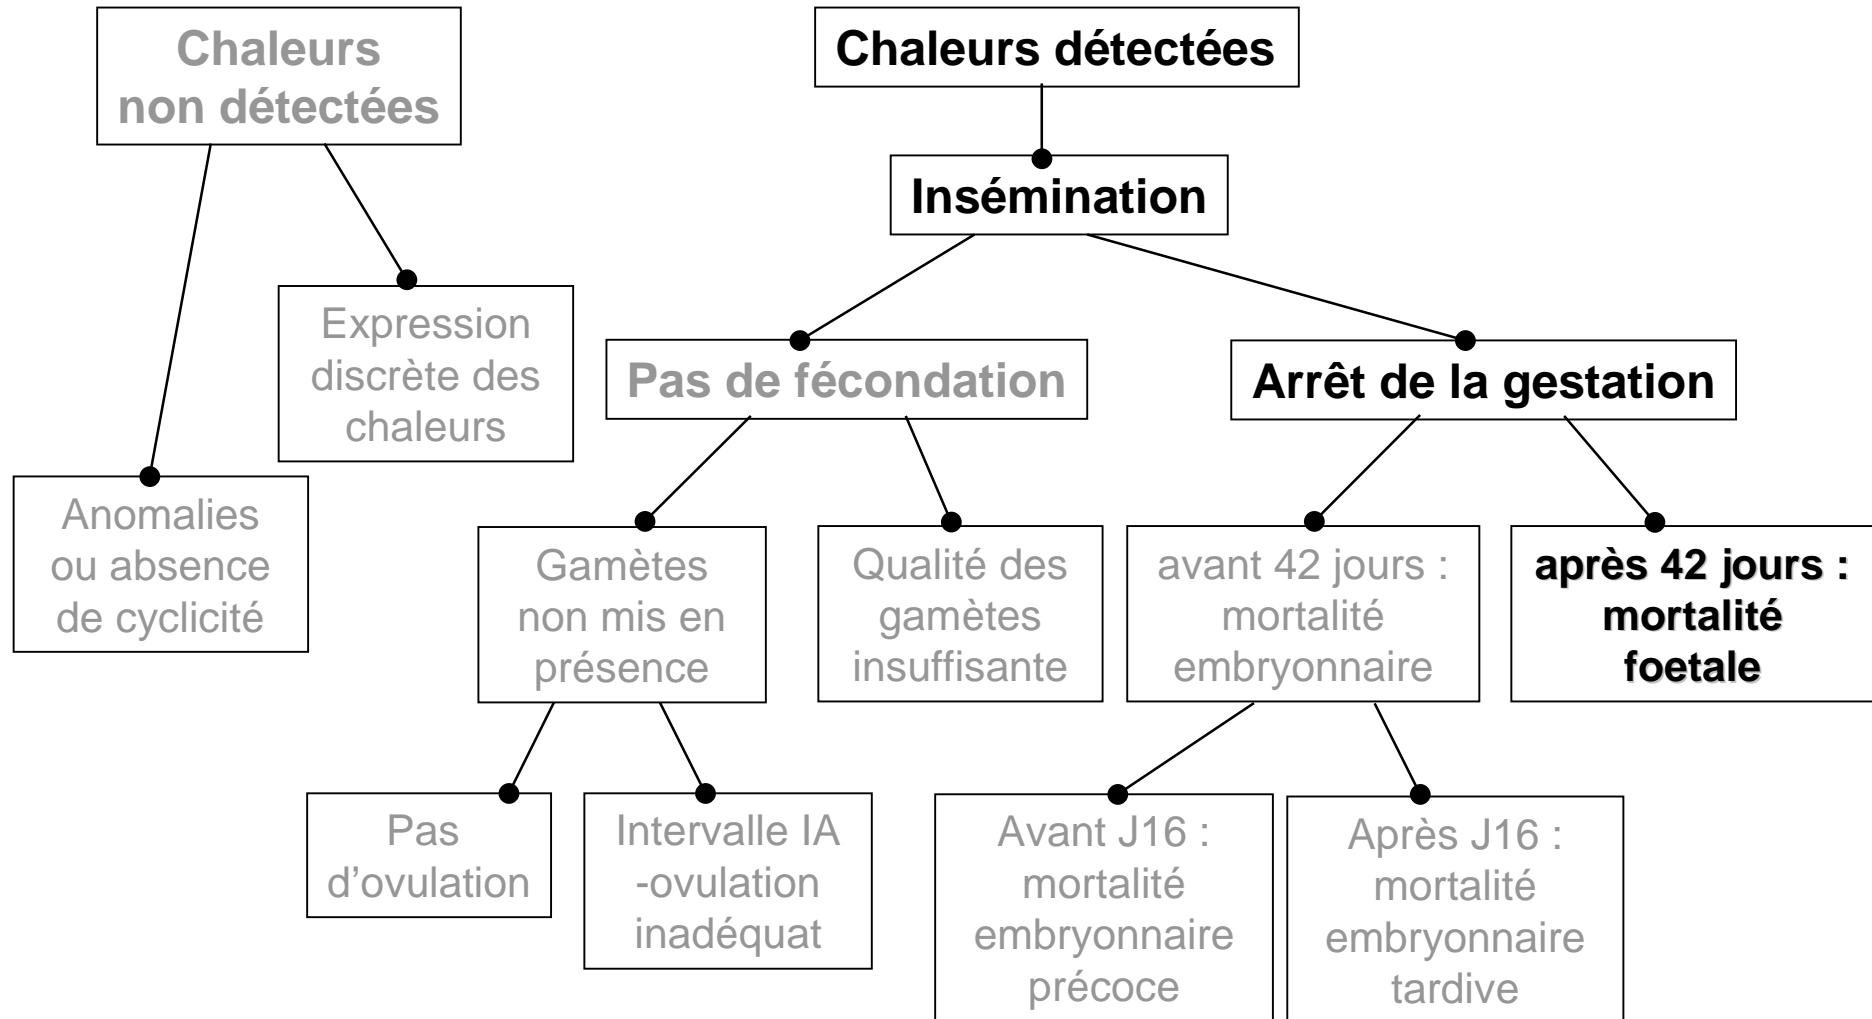 Chaleurs
non détectées
Chaleurs détectées
Insémination
Expression
discrète des
chaleurs
Pas de fécondation
Arrêt de la gestation
Anomalies
ou absence
de cyclicité
Gamètes
non mis en
présence
Qualité des
gamètes
insuffisante
avant 42 jours :
mortalité
embryonnaire
après 42 jours :
mortalité
foetale
Pas
d’ovulation
Intervalle IA
-ovulation
inadéquat
Avant J16 :
mortalité
embryonnaire
précoce
Après J16 :
mortalité
embryonnaire
tardive